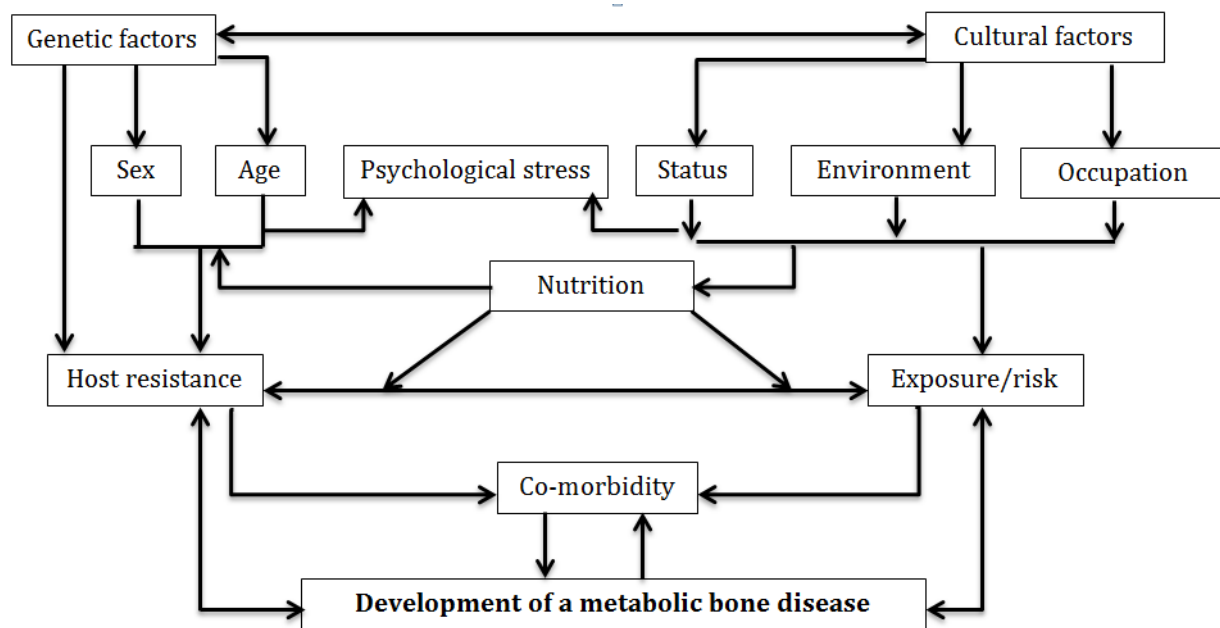 Genetic factors
Cultural factors
Sex
Age
Psychological stress
Status
Environment
Occupation
Nutrition
Host resistance
Exposure/risk
Co-morbidity
Development of a metabolic bone disease